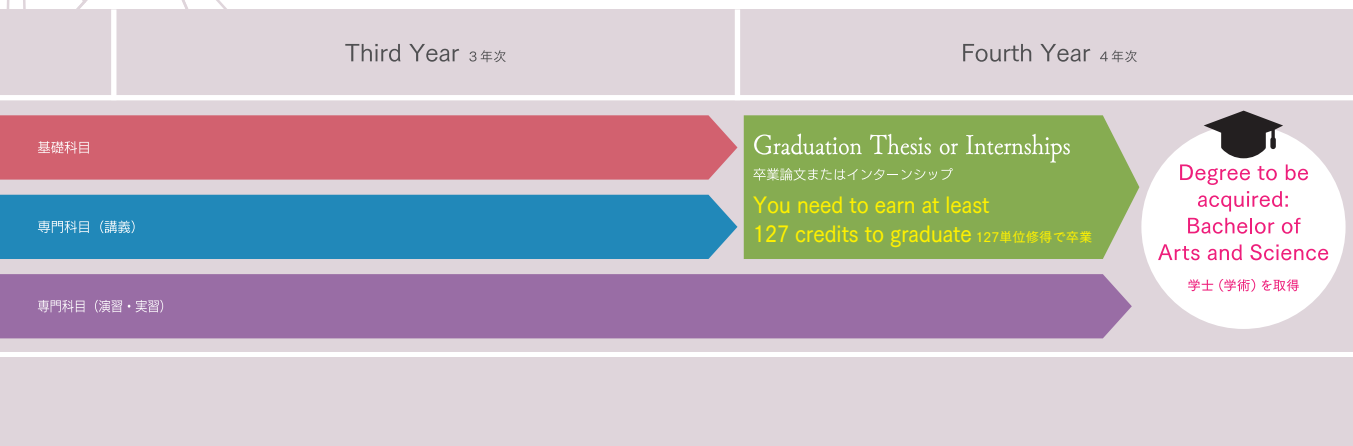 Third Year 3年次
Fourth Year 4年次
基礎科目
専門科目（講義）
専門科目（演習・実習）
Graduation Thesis or Internships
卒業論文またはインターンシップ
You need to earn at least
127 credits to graduate 127単位修得で卒業
Degree to be
acquired:
Bachelor of
Arts and Science
学士（学術）を取得